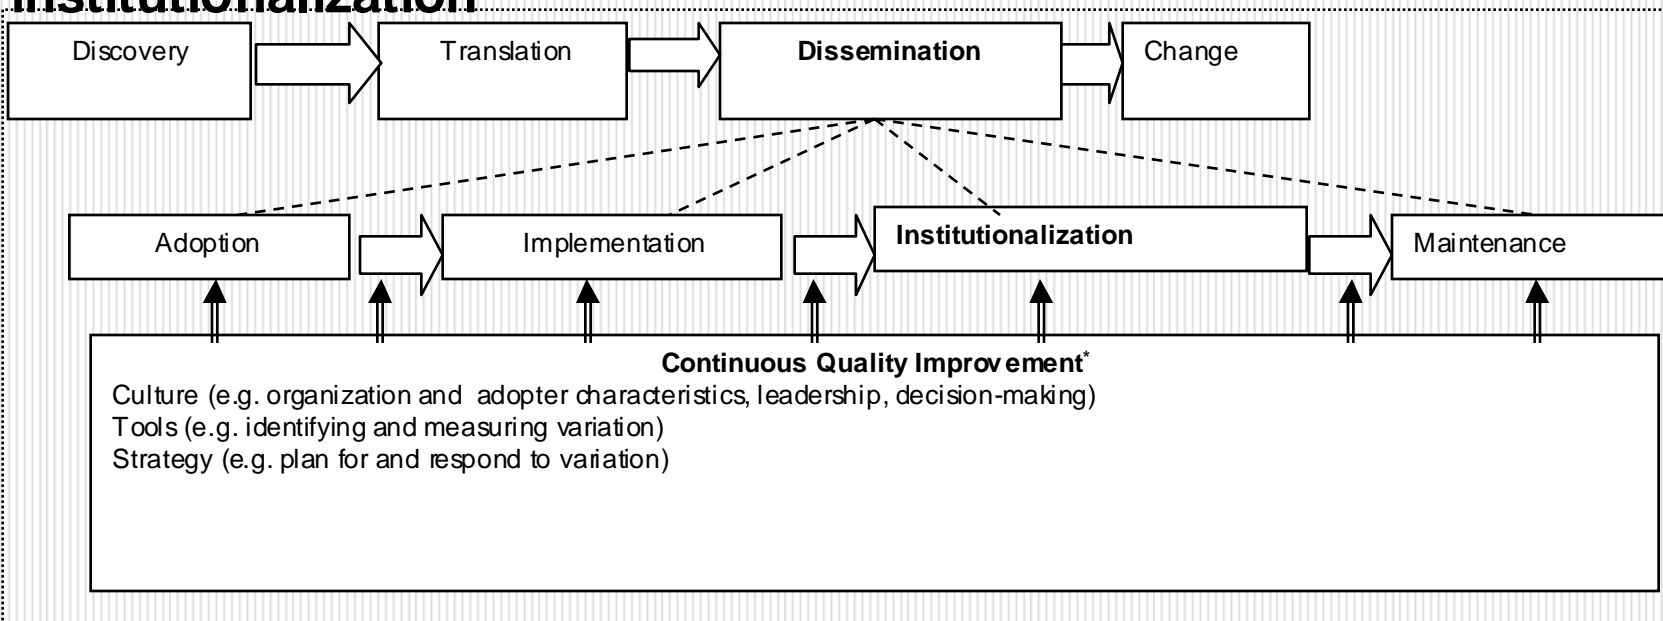 Institutionalization
Discovery
Translation
Dissemination
Change
Adoption
Implementation
Institutionalization
Maintenance
Continuous Quality Improvement*
Culture (e.g. organization and adopter characteristics, leadership, decision-making)
Tools (e.g. identifying and measuring variation)
Strategy (e.g. plan for and respond to variation)